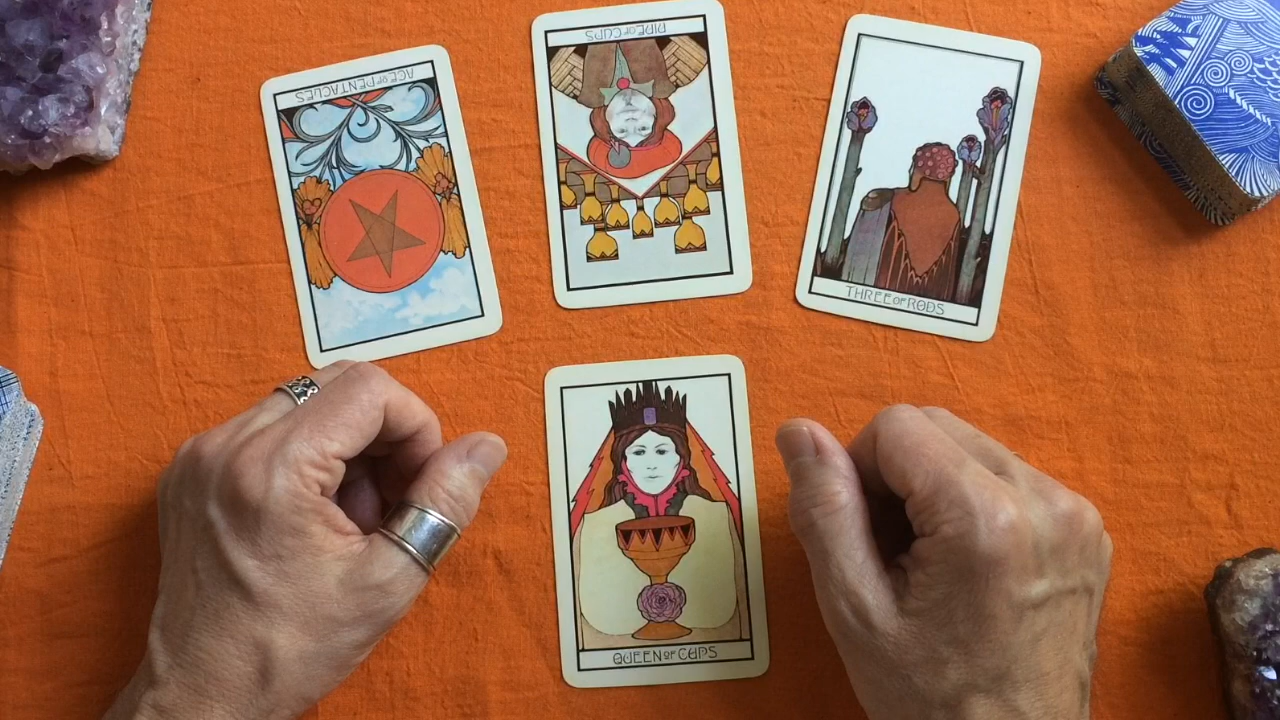 ACE OF PENTACLES
NINE OF CUPS
THREE OF RODS
QUEEN OF CUPS